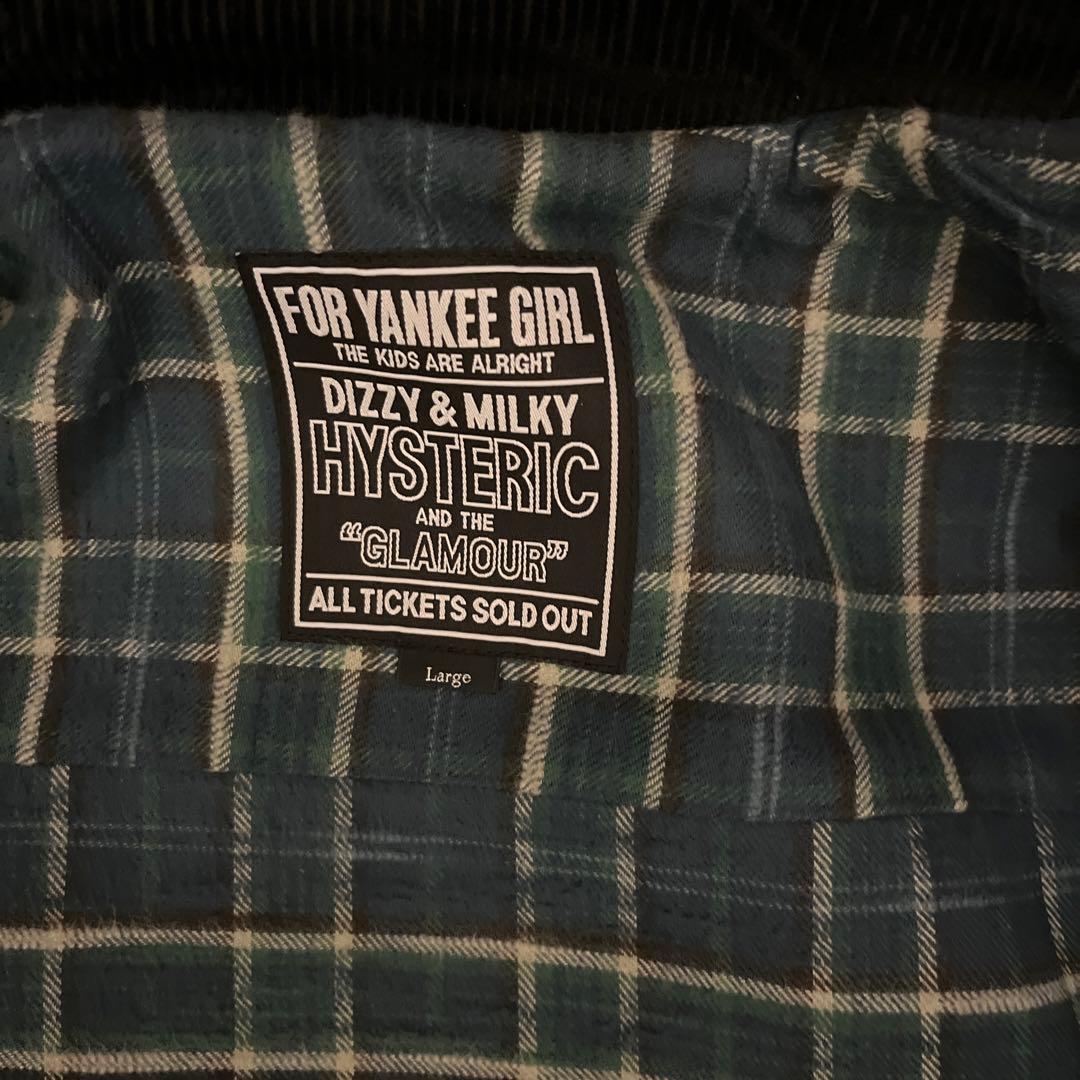 FOR YANKEE GIRL
THE KIDS ARE ALRIGHT
DIZZY & MILKY
HYSTERIC
AND THE
“GLAMOUR”
ALL TICKETS SOLD OUT
Large